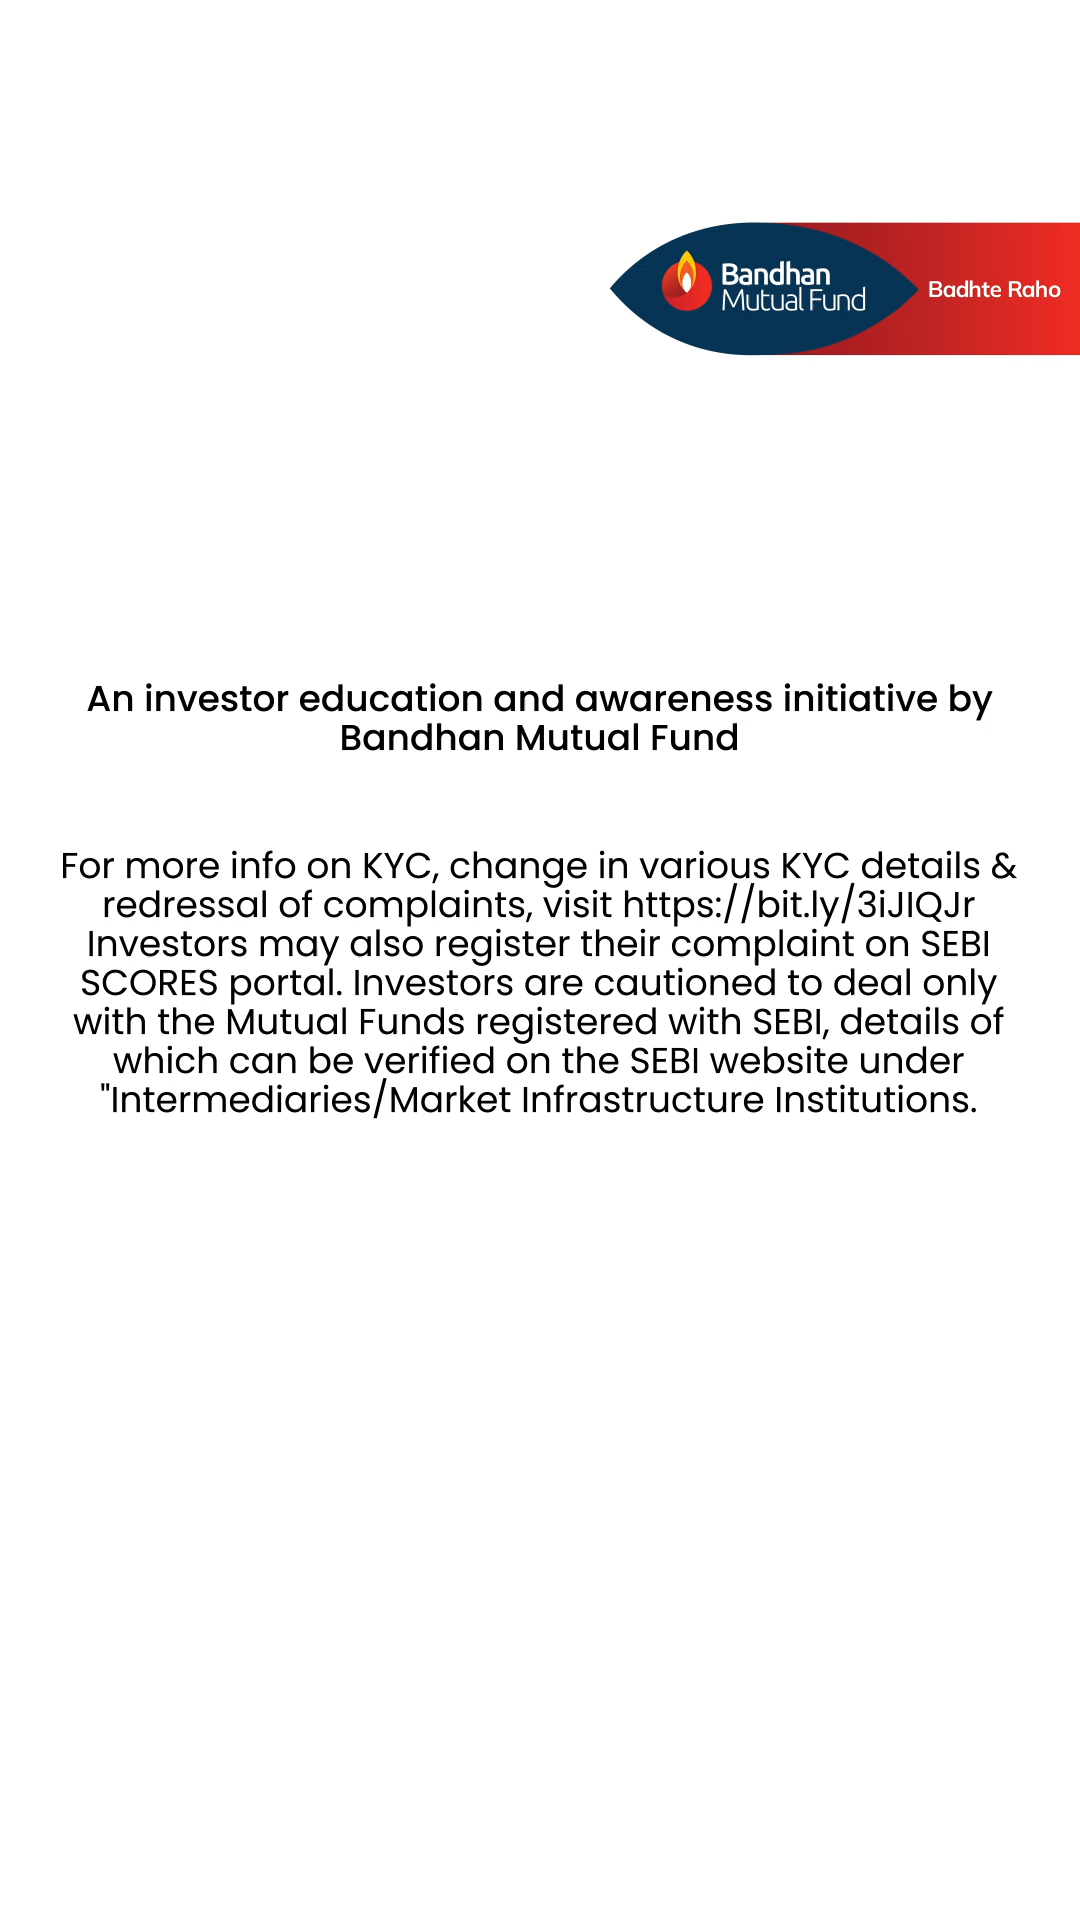 Bandhan
Mutual Fund
Badhte Raho
An investor education and awareness initiative by
Bandhan Mutual Fund
For more info on KYC, change in various KYC details &
redressal of complaints, visit https://bit.ly/3iJIQJr
Investors may also register their complaint on SEBI
SCORES portal. Investors are cautioned to deal only
with the Mutual Funds registered with SEBI, details of
which can be verified on the SEBI website under
"Intermediaries/Market Infrastructure Institutions.